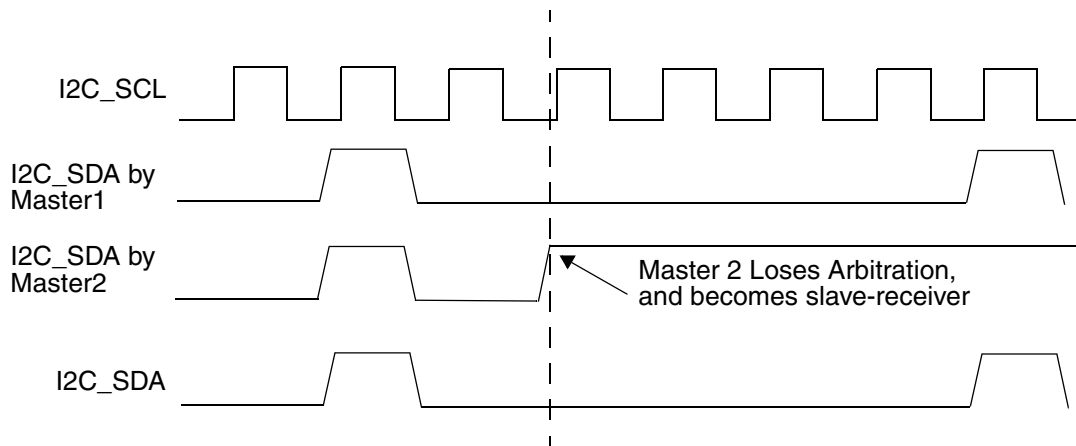 I2C_SCL
I2C_SDA by
Master1
I2C_SDA by
Master2
Master 2 Loses Arbitration,
and becomes slave-receiver
I2C_SDA